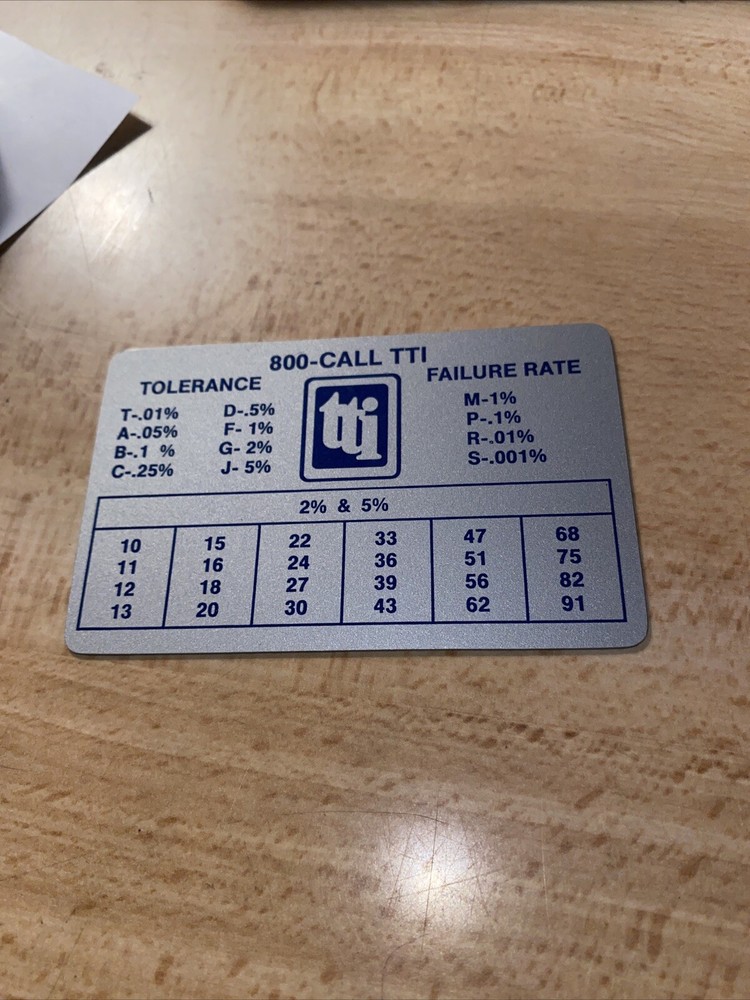 800-CALL TTI
TOLERANCE
T-.01% D-.5%
A-.05% F- 1%
B-.1 % G- 2%
C-.25% J- 5%
tti
FAILURE RATE
M-1%
P-.1%
R-.01%
S-.001%
2% & 5%
10 15 22 33 47 68
11 16 24 36 51 75
12 18 27 39 56 82
13 20 30 43 62 91